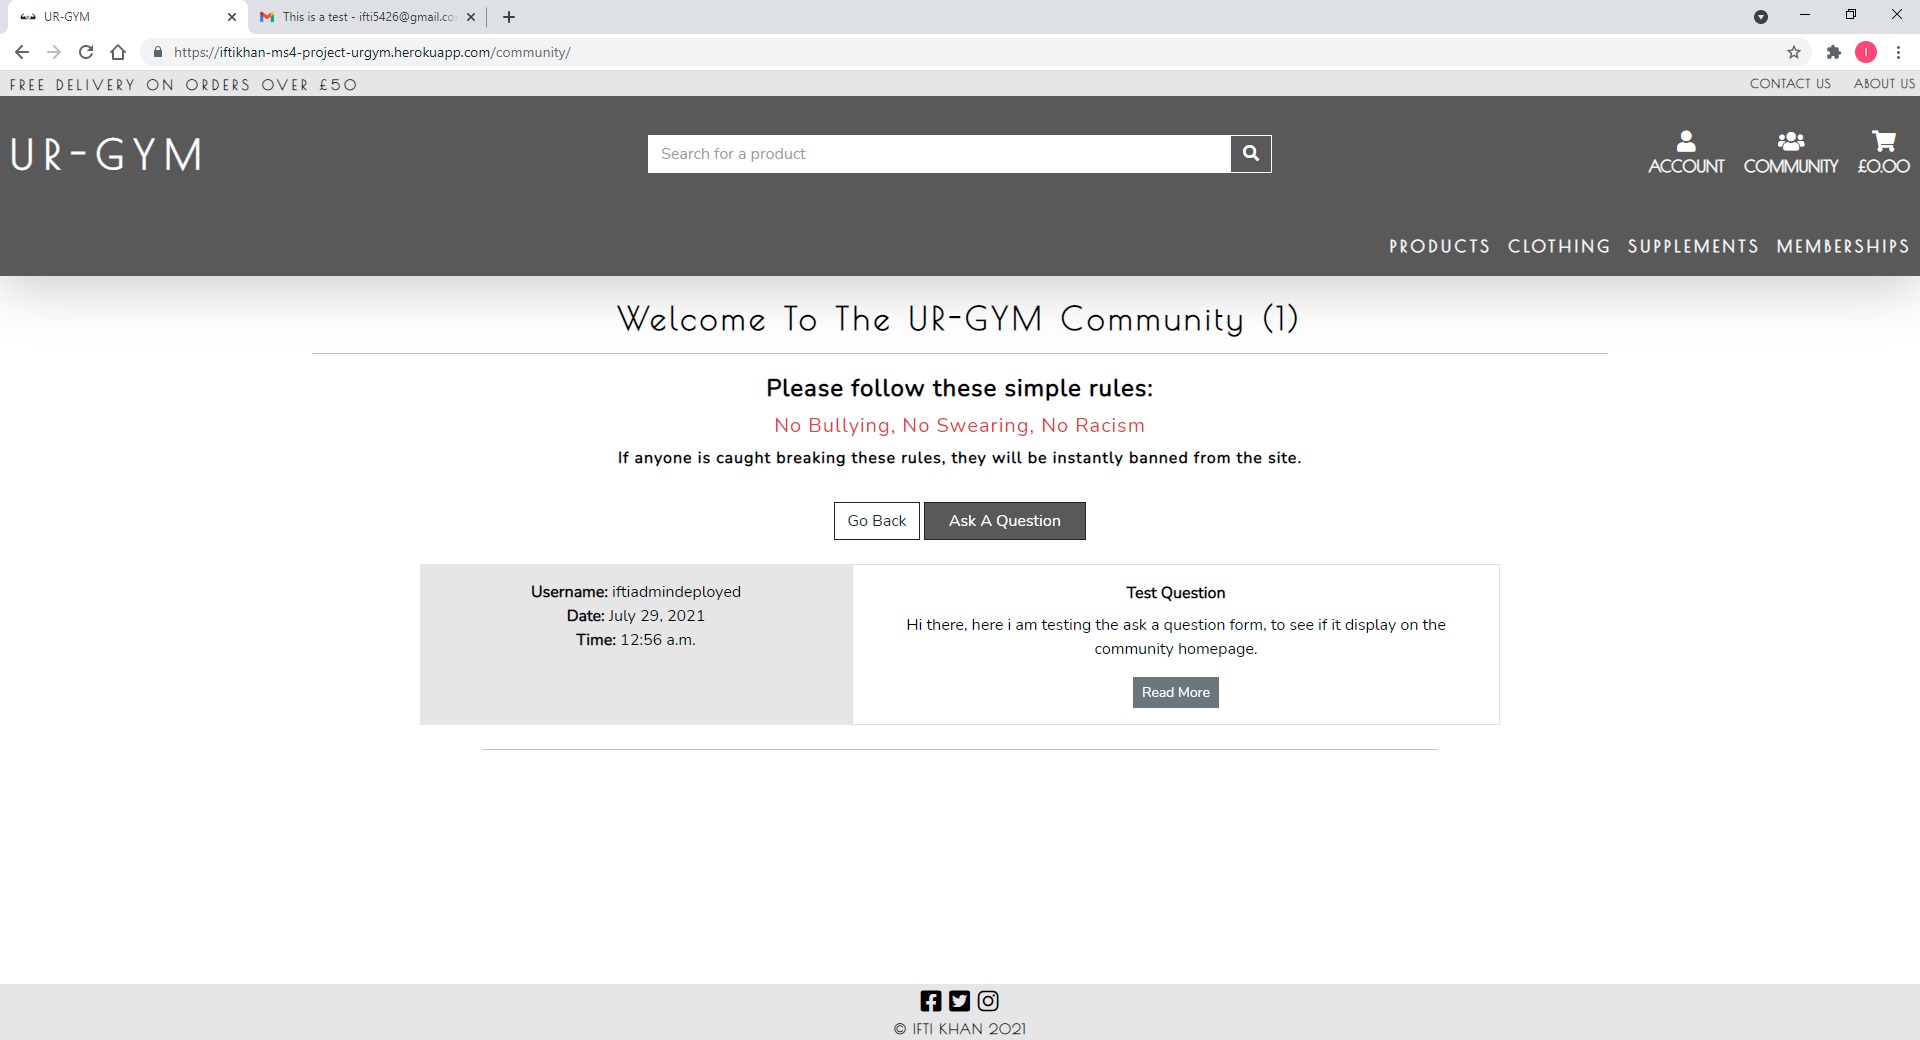 UR-GYM
This is a test - ifti5426@gmail.co
https://iftikhan-ms4-project-urgym.herokuapp.com/community/
I
FREE DELIVERY ON ORDERS OVER £50
CONTACT US
ABOUT US
UR-GYM
Search for a product
ACCOUNT
COMMUNITY
£0.00
PRODUCTS
CLOTHING
SUPPLEMENTS
MEMBERSHIPS
Welcome To The UR-GYM Community (1)
Please follow these simple rules:
No Bullying, No Swearing, No Racism
If anyone is caught breaking these rules, they will be instantly banned from the site.
Go Back
Ask A Question
Username: iftiadmindeployed
Date: July 29, 2021
Time: 12:56 a.m.
Test Question
Hi there, here i am testing the ask a question form, to see if it display on the
community homepage.
Read More
© IFTI KHAN 2021